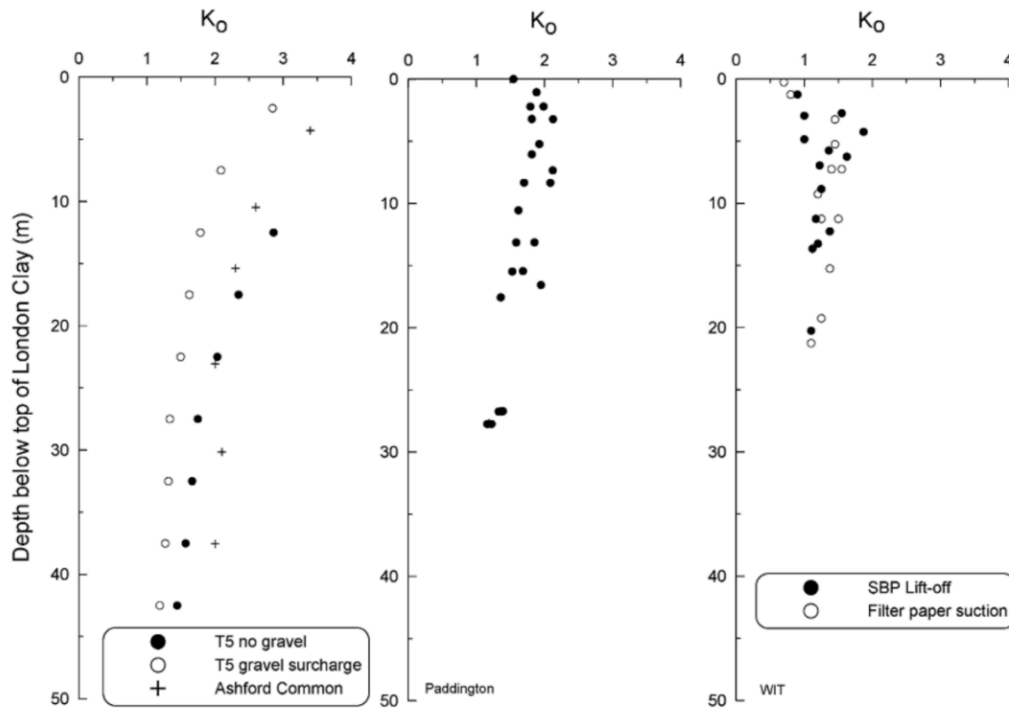 K₀ K₀ K₀
0 1 2 3 4 0 1 2 3 4 0 1 2 3 4
0 0 0
10 10 10
20 20 20
30 30 30
40 40 40
50 50 50
Depth below top of London Clay (m)
T5 no gravel
T5 gravel surcharge
Ashford Common
Paddington
SBP Lift-off
Filter paper suction
WIT